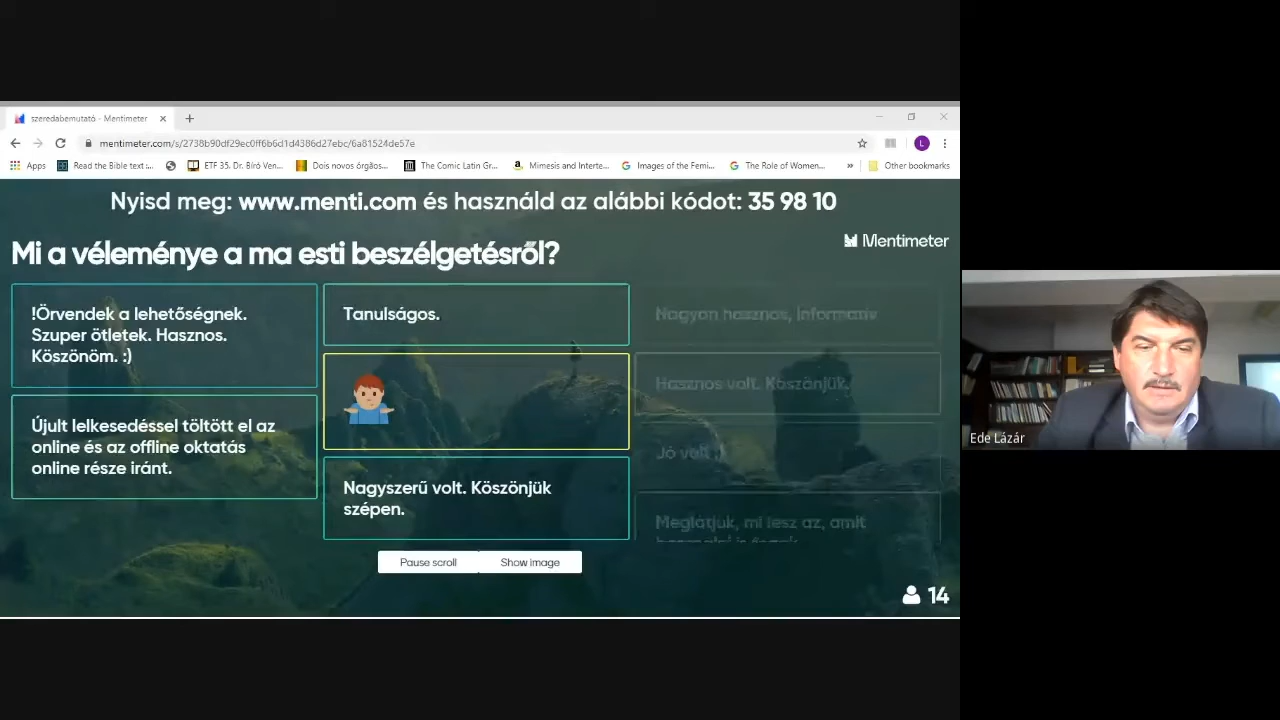 szeredabemutató - Mentimeter
mentimeter.com/s/2738b90df29ec0ff6b6d1d4386d27ebc/6a81524de57e
L
Apps
Read the Bible text :...
ETF 35. Dr. Bíró Ven...
Dois novos órgãos...
The Comic Latin Gr...
Mimesis and Interte...
Images of the Femi...
The Role of Women...
Other bookmarks
Nyisd meg: www.menti.com és használd az alábbi kódot: 35 98 10
Mentimeter
Mi a véleménye a ma esti beszélgetésről?
!Örvendek a lehetőségnek.
Szuper ötletek. Hasznos.
Köszönöm. :)
Újult lelkesedéssel töltött el az
online és az offline oktatás
online része iránt.
Tanulságos.
Nagyszerű volt. Köszönjük
szépen.
Nagyon hasznos, informatív
Hasznos volt. Köszönjük.
Jó volt :)
Meglátjuk, mi lesz az, amit
Pause scroll
Show image
14
Ede Lázár